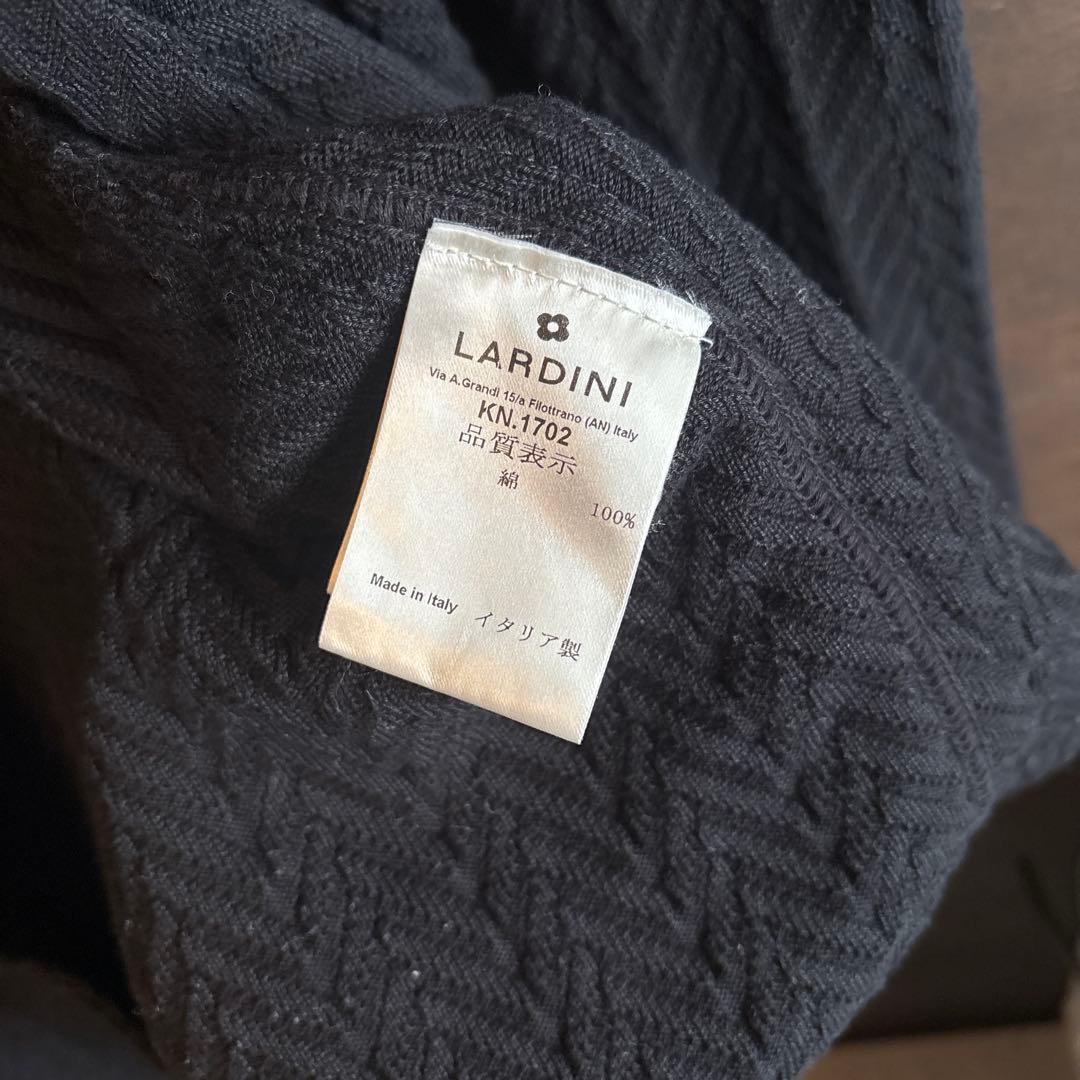 LARDINI
Via A.Grandi 15/a Filottrano (AN) Italy
KN.1702
品質表示
綿 100%
Made in Italy イタリア製